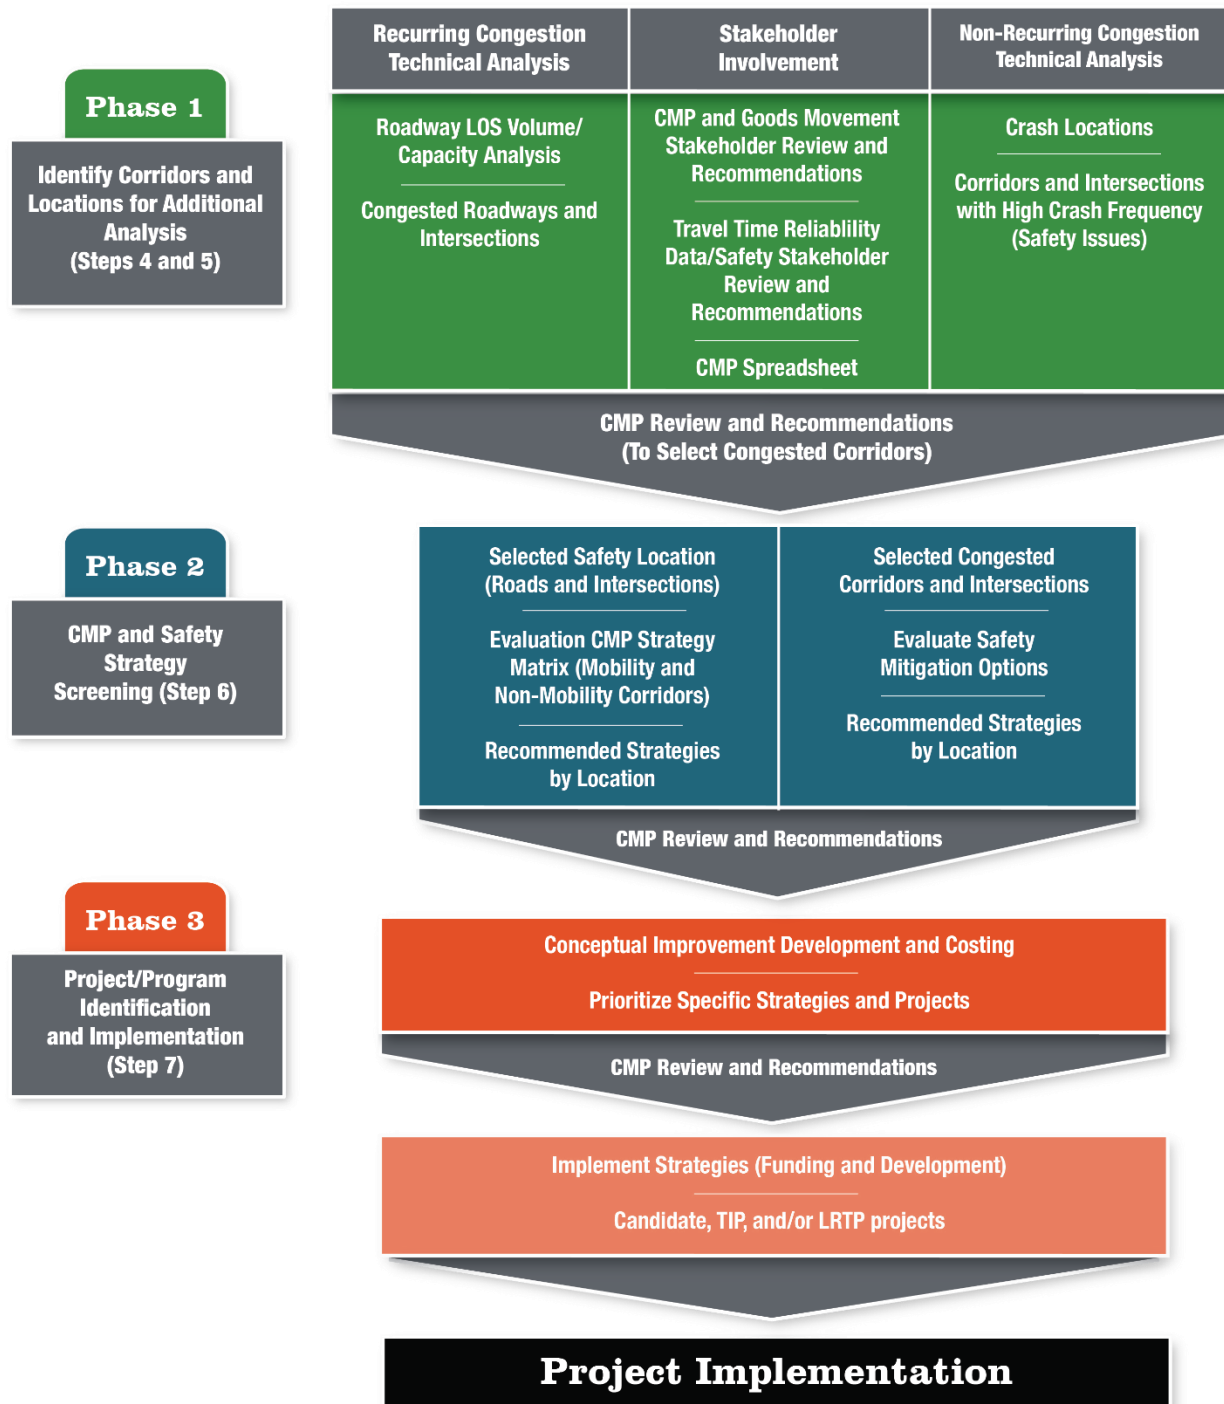 Recurring Congestion
Technical Analysis
Stakeholder
Involvement
Non-Recurring Congestion
Technical Analysis
Phase 1
Identify Corridors and
Locations for Additional
Analysis
(Steps 4 and 5)
Roadway LOS Volume/
Capacity Analysis
Congested Roadways and
Intersections
CMP and Goods Movement
Stakeholder Review and
Recommendations
Travel Time Reliablility
Data/Safety Stakeholder
Review and
Recommendations
CMP Spreadsheet
Crash Locations
Corridors and Intersections
with High Crash Frequency
(Safety Issues)
CMP Review and Recommendations
(To Select Congested Corridors)
Phase 2
CMP and Safety
Strategy
Screening (Step 6)
Selected Safety Location
(Roads and Intersections)
Evaluation CMP Strategy
Matrix (Mobility and
Non-Mobility Corridors)
Recommended Strategies
by Location
Selected Congested
Corridors and Intersections
Evaluate Safety
Mitigation Options
Recommended Strategies
by Location
CMP Review and Recommendations
Phase 3
Project/Program
Identification
and Implementation
(Step 7)
Conceptual Improvement Development and Costing
Prioritize Specific Strategies and Projects
CMP Review and Recommendations
Implement Strategies (Funding and Development)
Candidate, TIP, and/or LRTP projects
Project Implementation